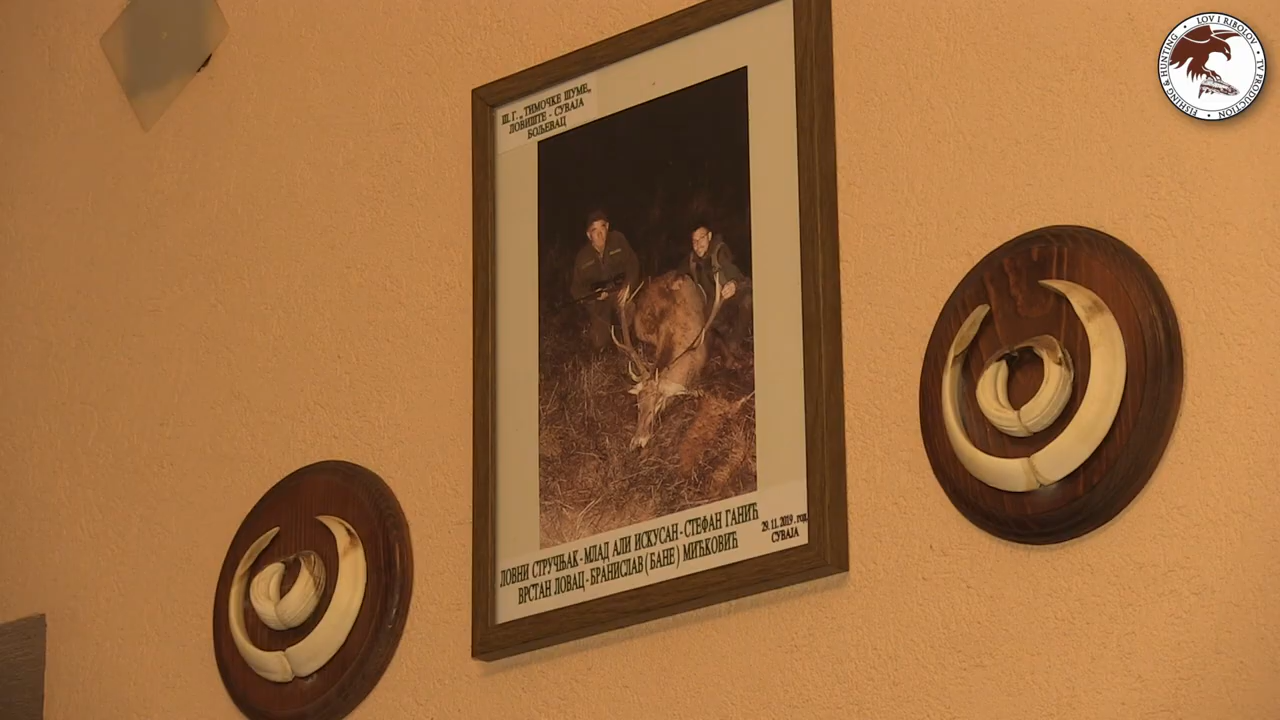 Ш. Г. „ТИМОЧКЕ ШУМЕ„
ЛОВИШТЕ - СУВАЈА
БОЉЕВАЦ
ЛОВНИ СТРУЧЊАК - МЛАД АЛИ ИСКУСАН - СТЕФАН ГАНИЋ
ВРСТАН ЛОВАЦ - БРАНИСЛАВ ( БАНЕ ) МИЋКОВИЋ
29. 11. 2019 . год.
СУВАЈА
LOV I RIBOLOV • TV PRODUCTION • FISHING & HUNTING •